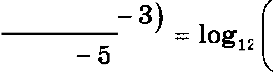 − 3)
− 5 = log₁₂(